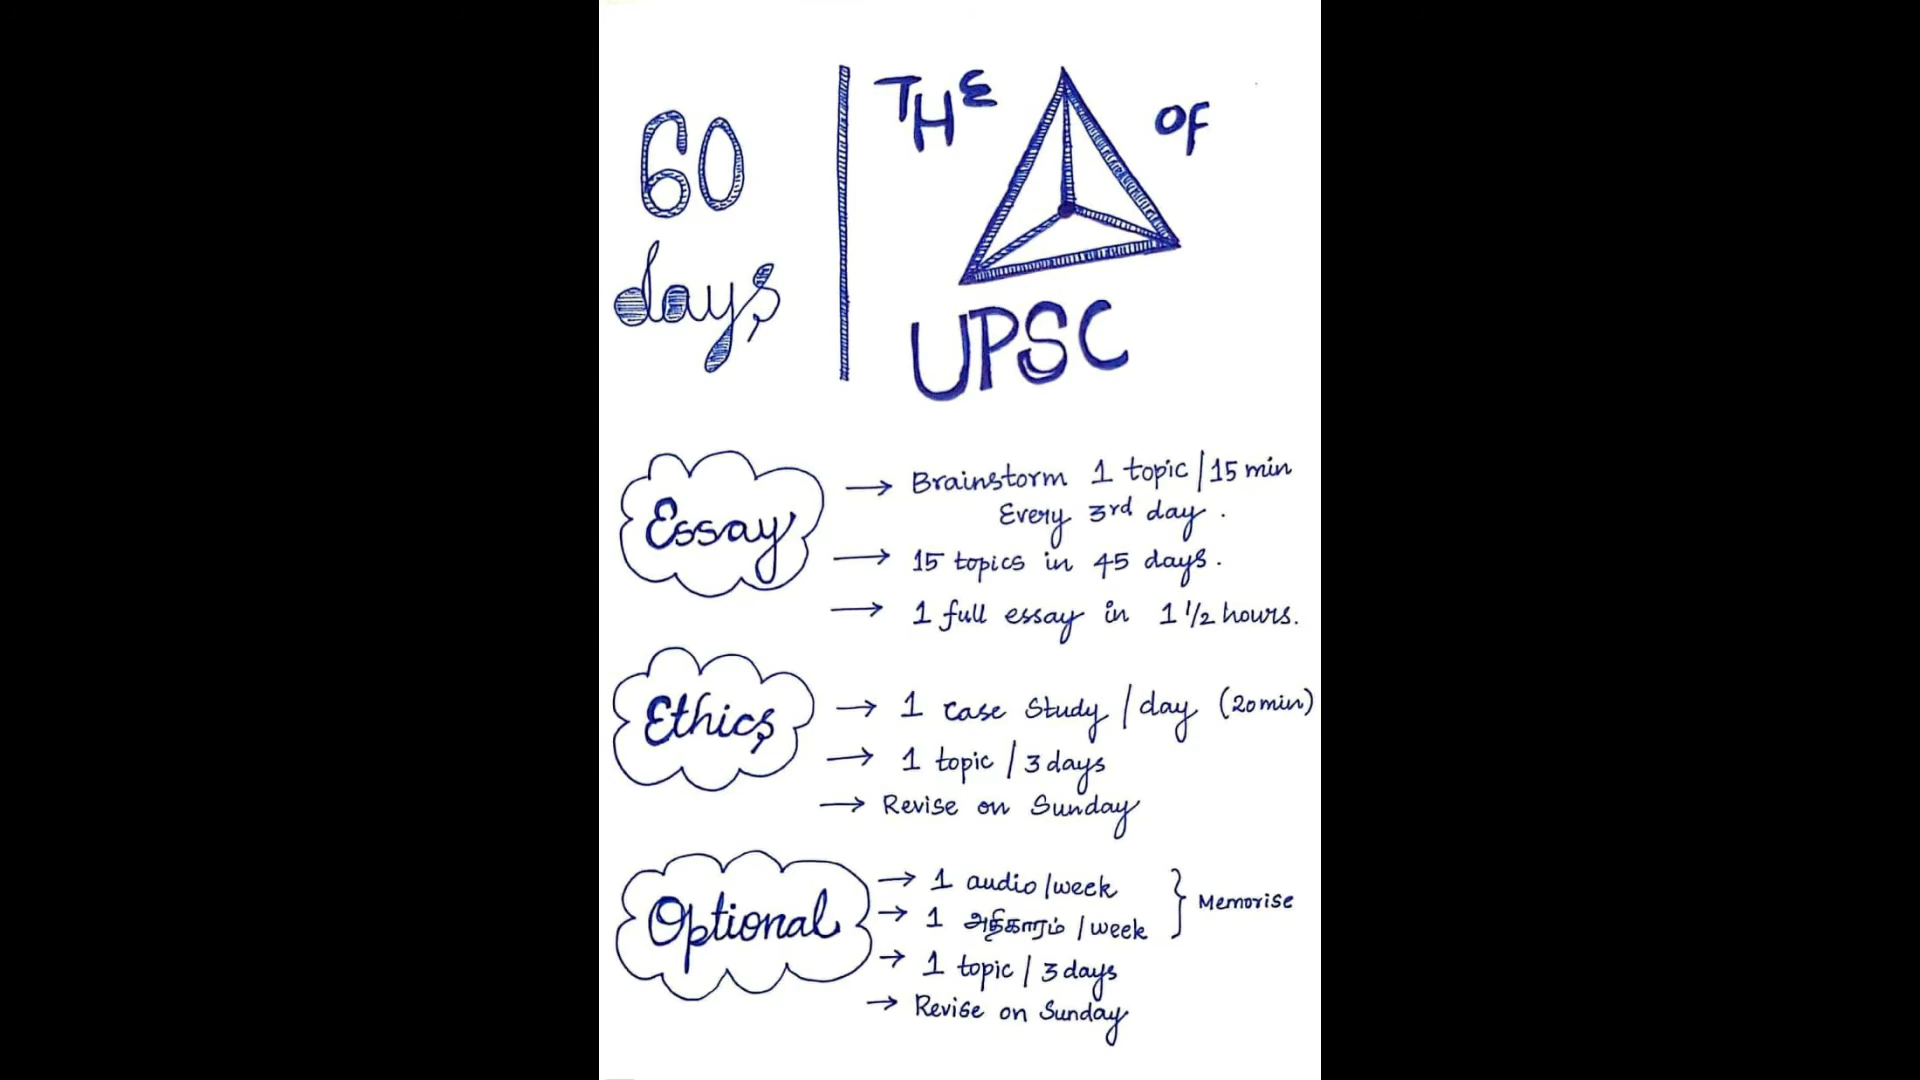 60
days
THE OF
UPSC
Essay
→ Brainstorm 1 topic/15 min
Every 3rd day.
→ 15 topics in 45 days.
→ 1 full essay in 1 1/2 hours.
Ethics
→ 1 case study/day (20min)
→ 1 topic/3 days
→ Revise on Sunday
Optional
→ 1 audio/week
→ 1 அதிகாரம்/week
} Memorise
→ 1 topic/3 days
→ Revise on Sunday